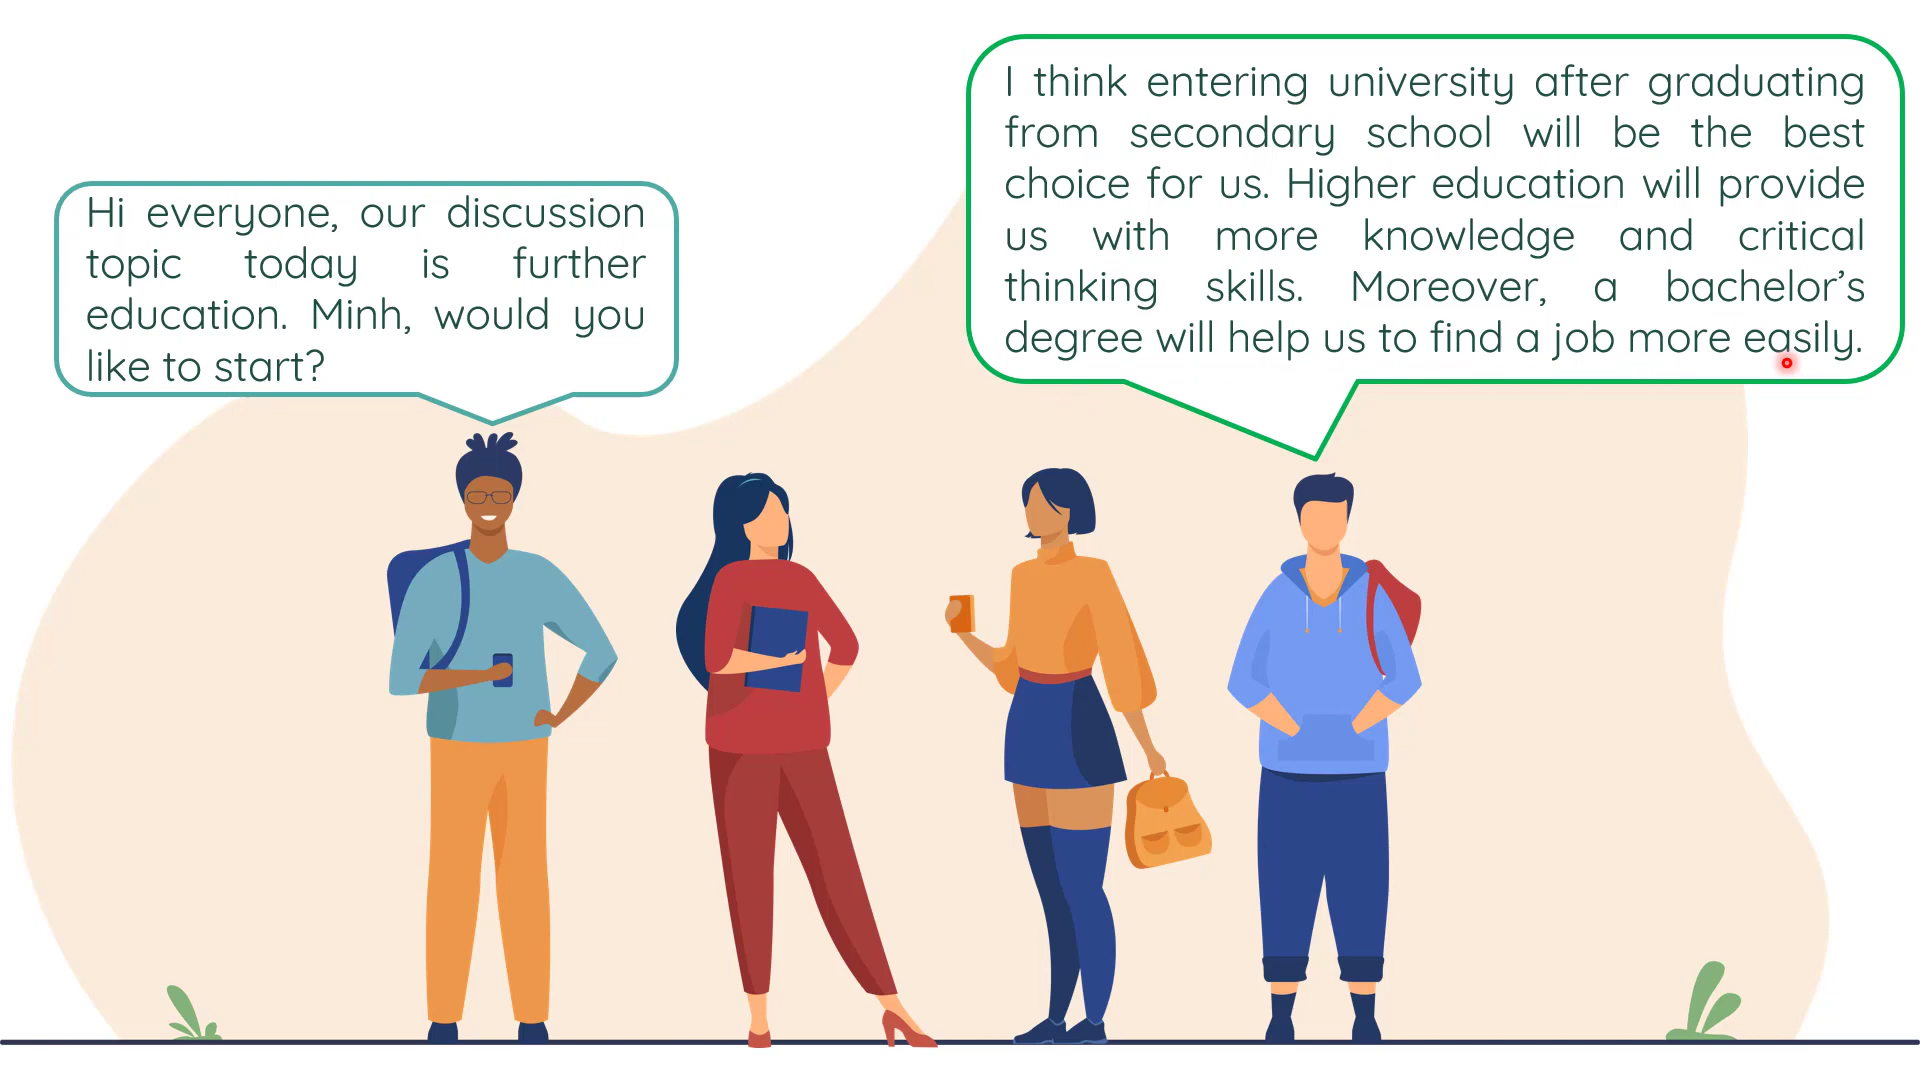 Hi everyone, our discussion
topic today is further
education. Minh, would you
like to start?
I think entering university after graduating
from secondary school will be the best
choice for us. Higher education will provide
us with more knowledge and critical
thinking skills. Moreover, a bachelor’s
degree will help us to find a job more easily.